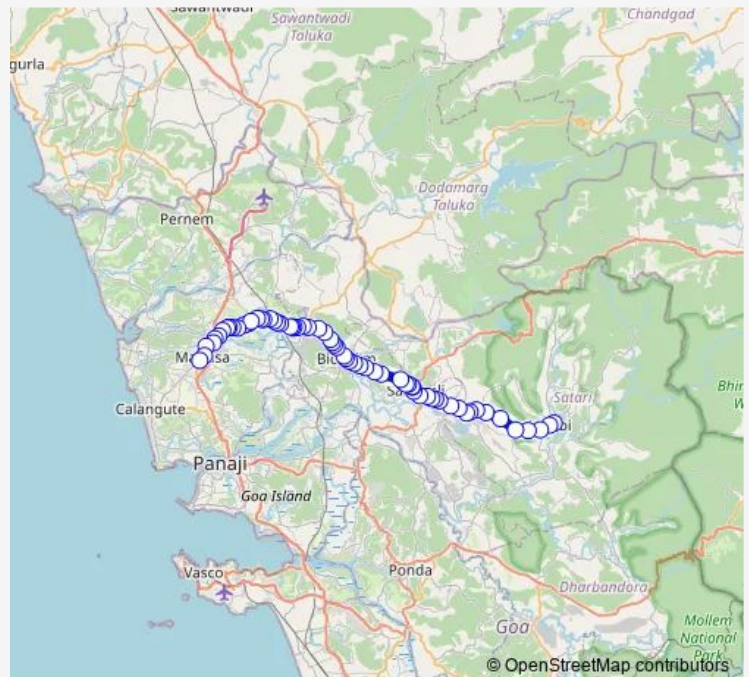 Sawantwadi
Sawantwadi
Taluka
Chandgad
gurla
Dodamarg
Taluka
Pernem
Satari
Calangute
Panaji
Goa Island
Vasco
Ponda
Dharbandora
Goa
Mollem
National
Park
© OpenStreetMap contributors